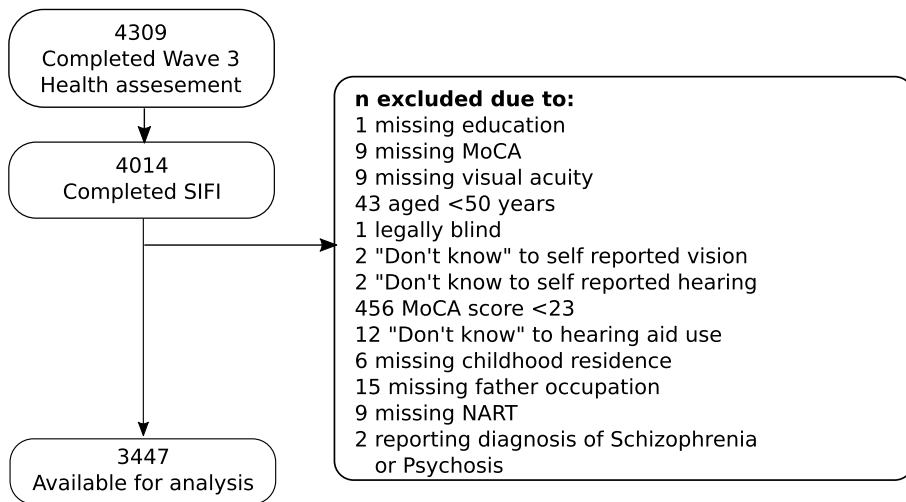 4309
Completed Wave 3
Health assesement
4014
Completed SIFI
n excluded due to:
1 missing education
9 missing MoCA
9 missing visual acuity
43 aged <50 years
1 legally blind
2 "Don't know" to self reported vision
2 "Don't know to self reported hearing
456 MoCA score <23
12 "Don't know" to hearing aid use
6 missing childhood residence
15 missing father occupation
9 missing NART
2 reporting diagnosis of Schizophrenia
or Psychosis
3447
Available for analysis